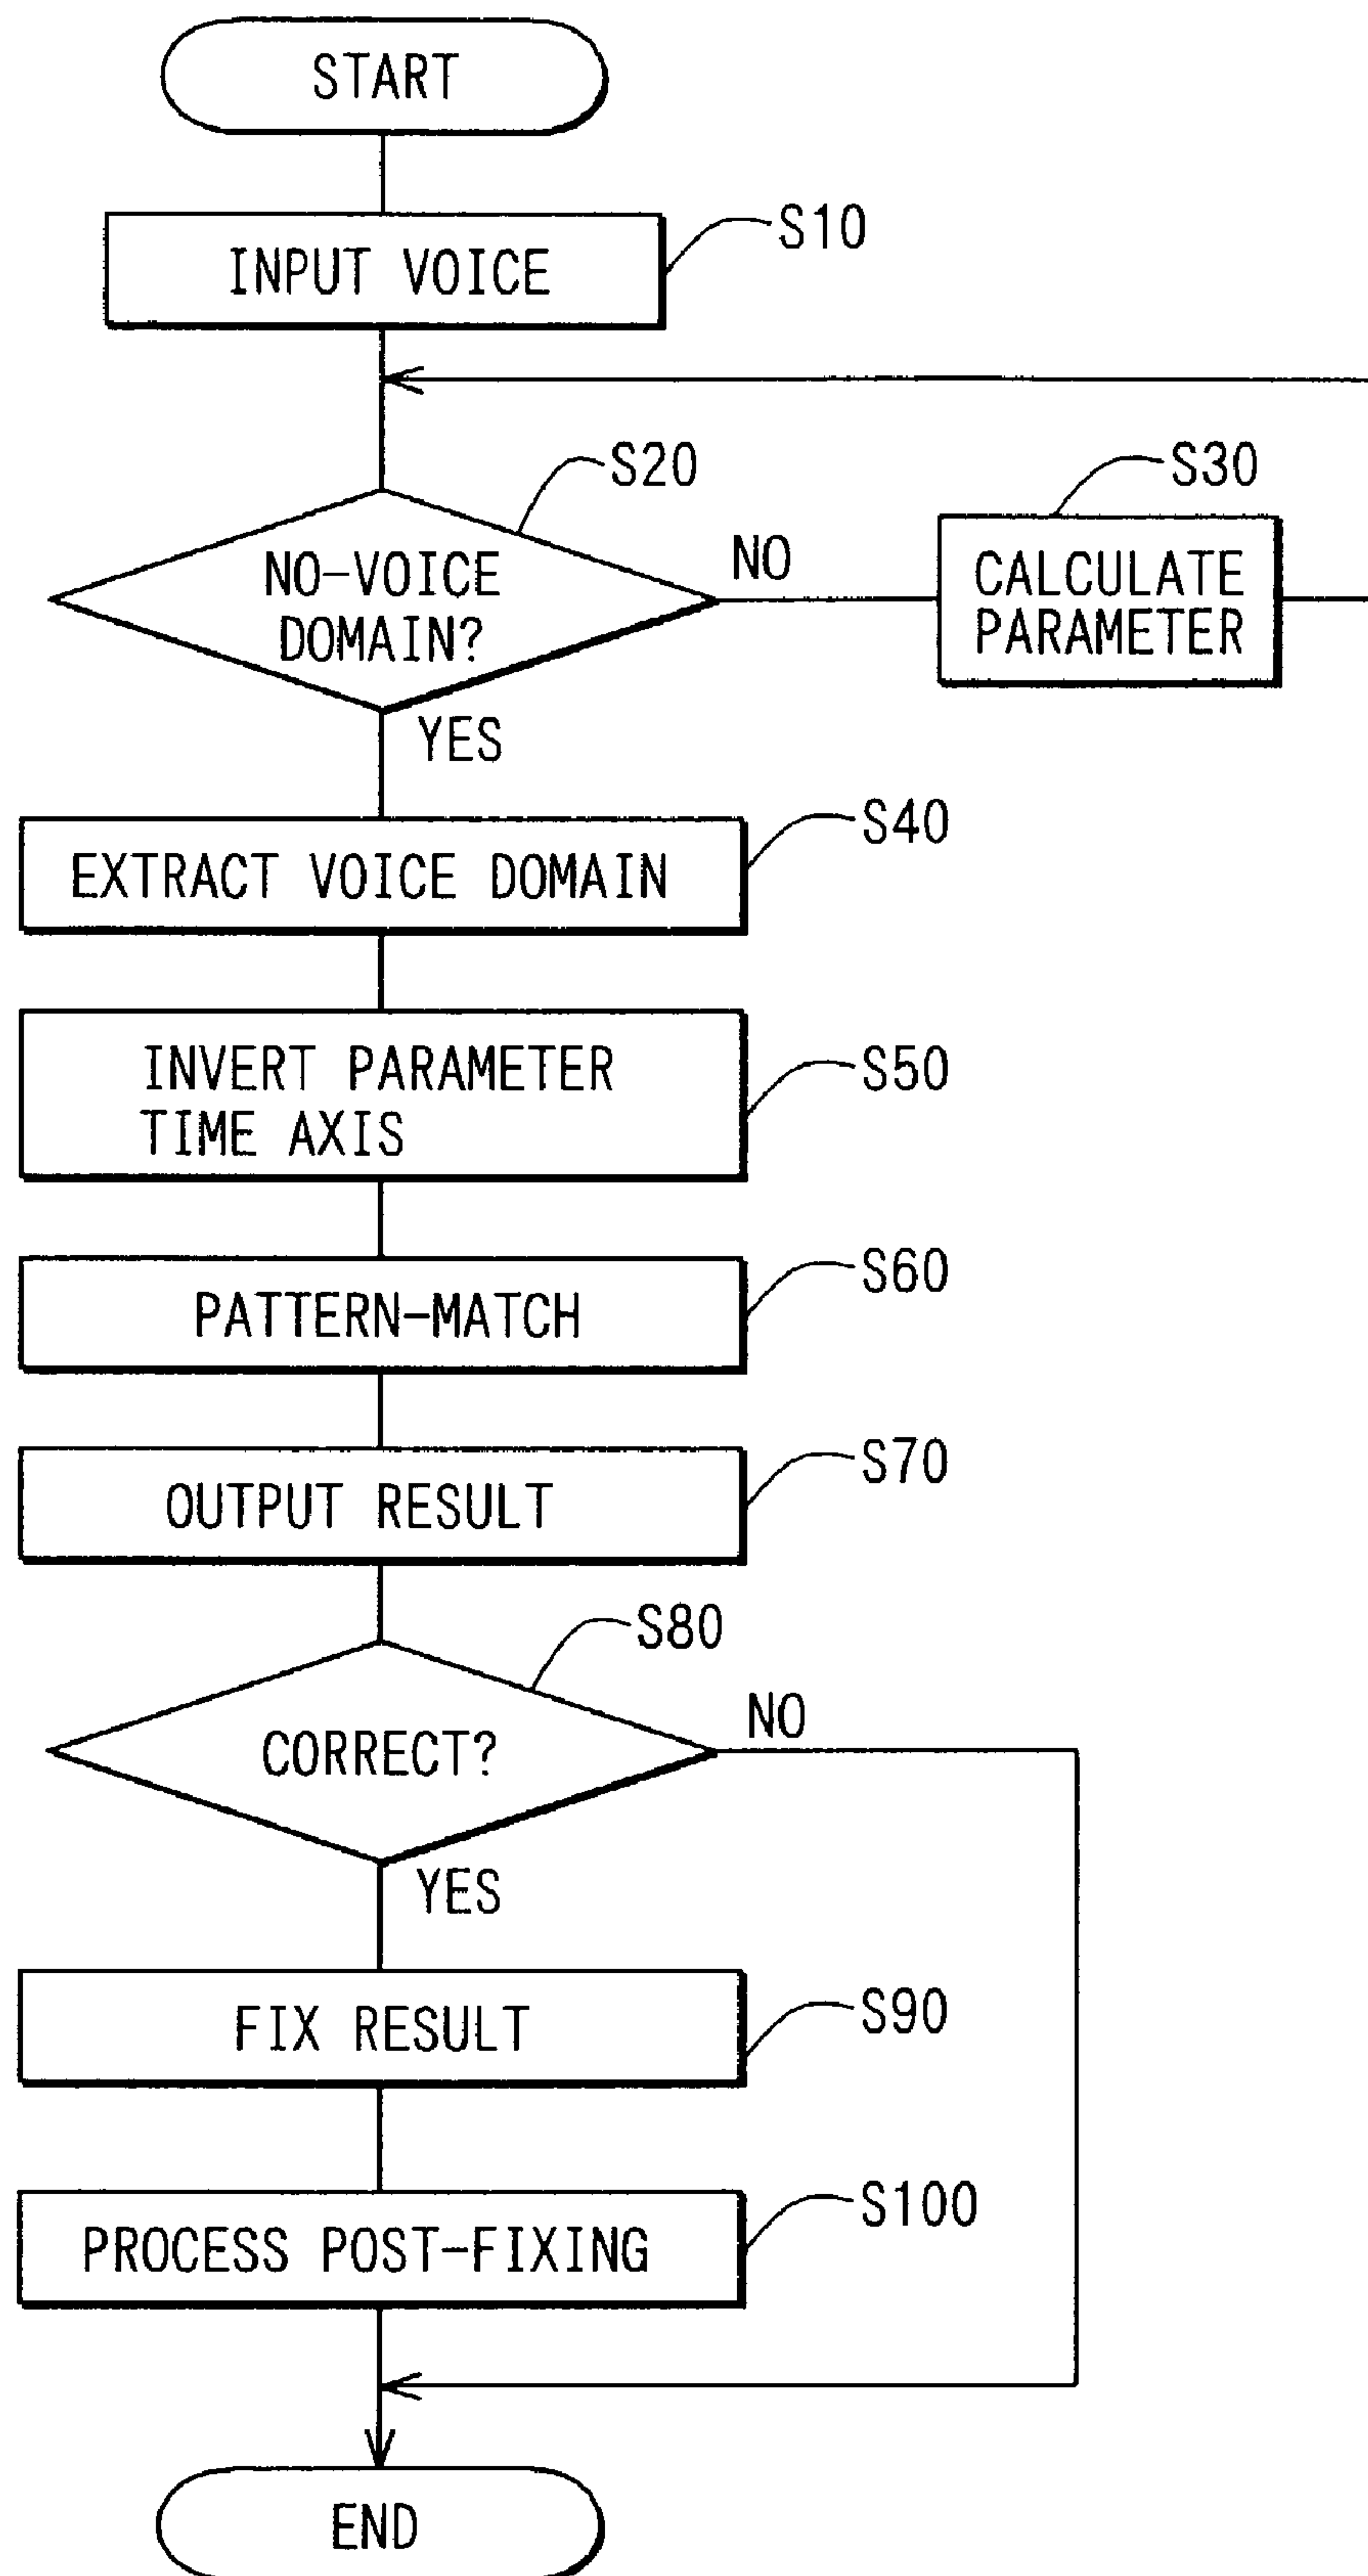 START
INPUT VOICE
S10
S20
S30
NO-VOICE
DOMAIN?
NO
CALCULATE
PARAMETER
YES
S40
EXTRACT VOICE DOMAIN
INVERT PARAMETER
TIME AXIS
S50
PATTERN-MATCH
S60
OUTPUT RESULT
S70
S80
CORRECT?
NO
YES
FIX RESULT
S90
PROCESS POST-FIXING
S100
END